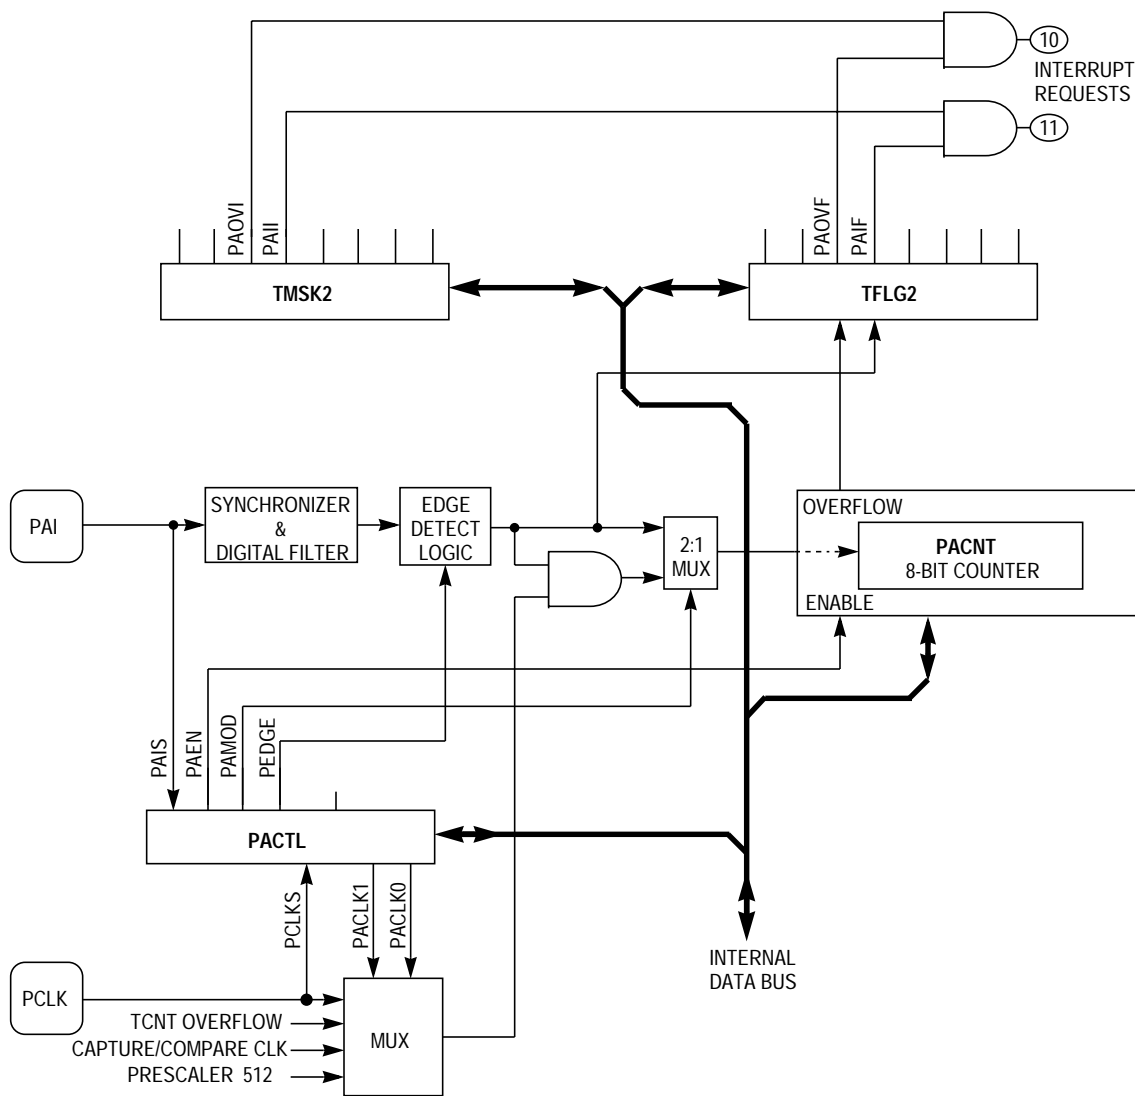 10
INTERRUPT
REQUESTS
11
PAOVI
PAII
PAOVF
PAIF
TMSK2
TFLG2
PAI
SYNCHRONIZER
&
DIGITAL FILTER
EDGE
DETECT
LOGIC
2:1
MUX
OVERFLOW
PACNT
8-BIT COUNTER
ENABLE
PAIS
PAEN
PAMOD
PEDGE
PACTL
PCLKS
PACLK1
PACLK0
INTERNAL
DATA BUS
PCLK
TCNT OVERFLOW
CAPTURE/COMPARE CLK
PRESCALER 512
MUX